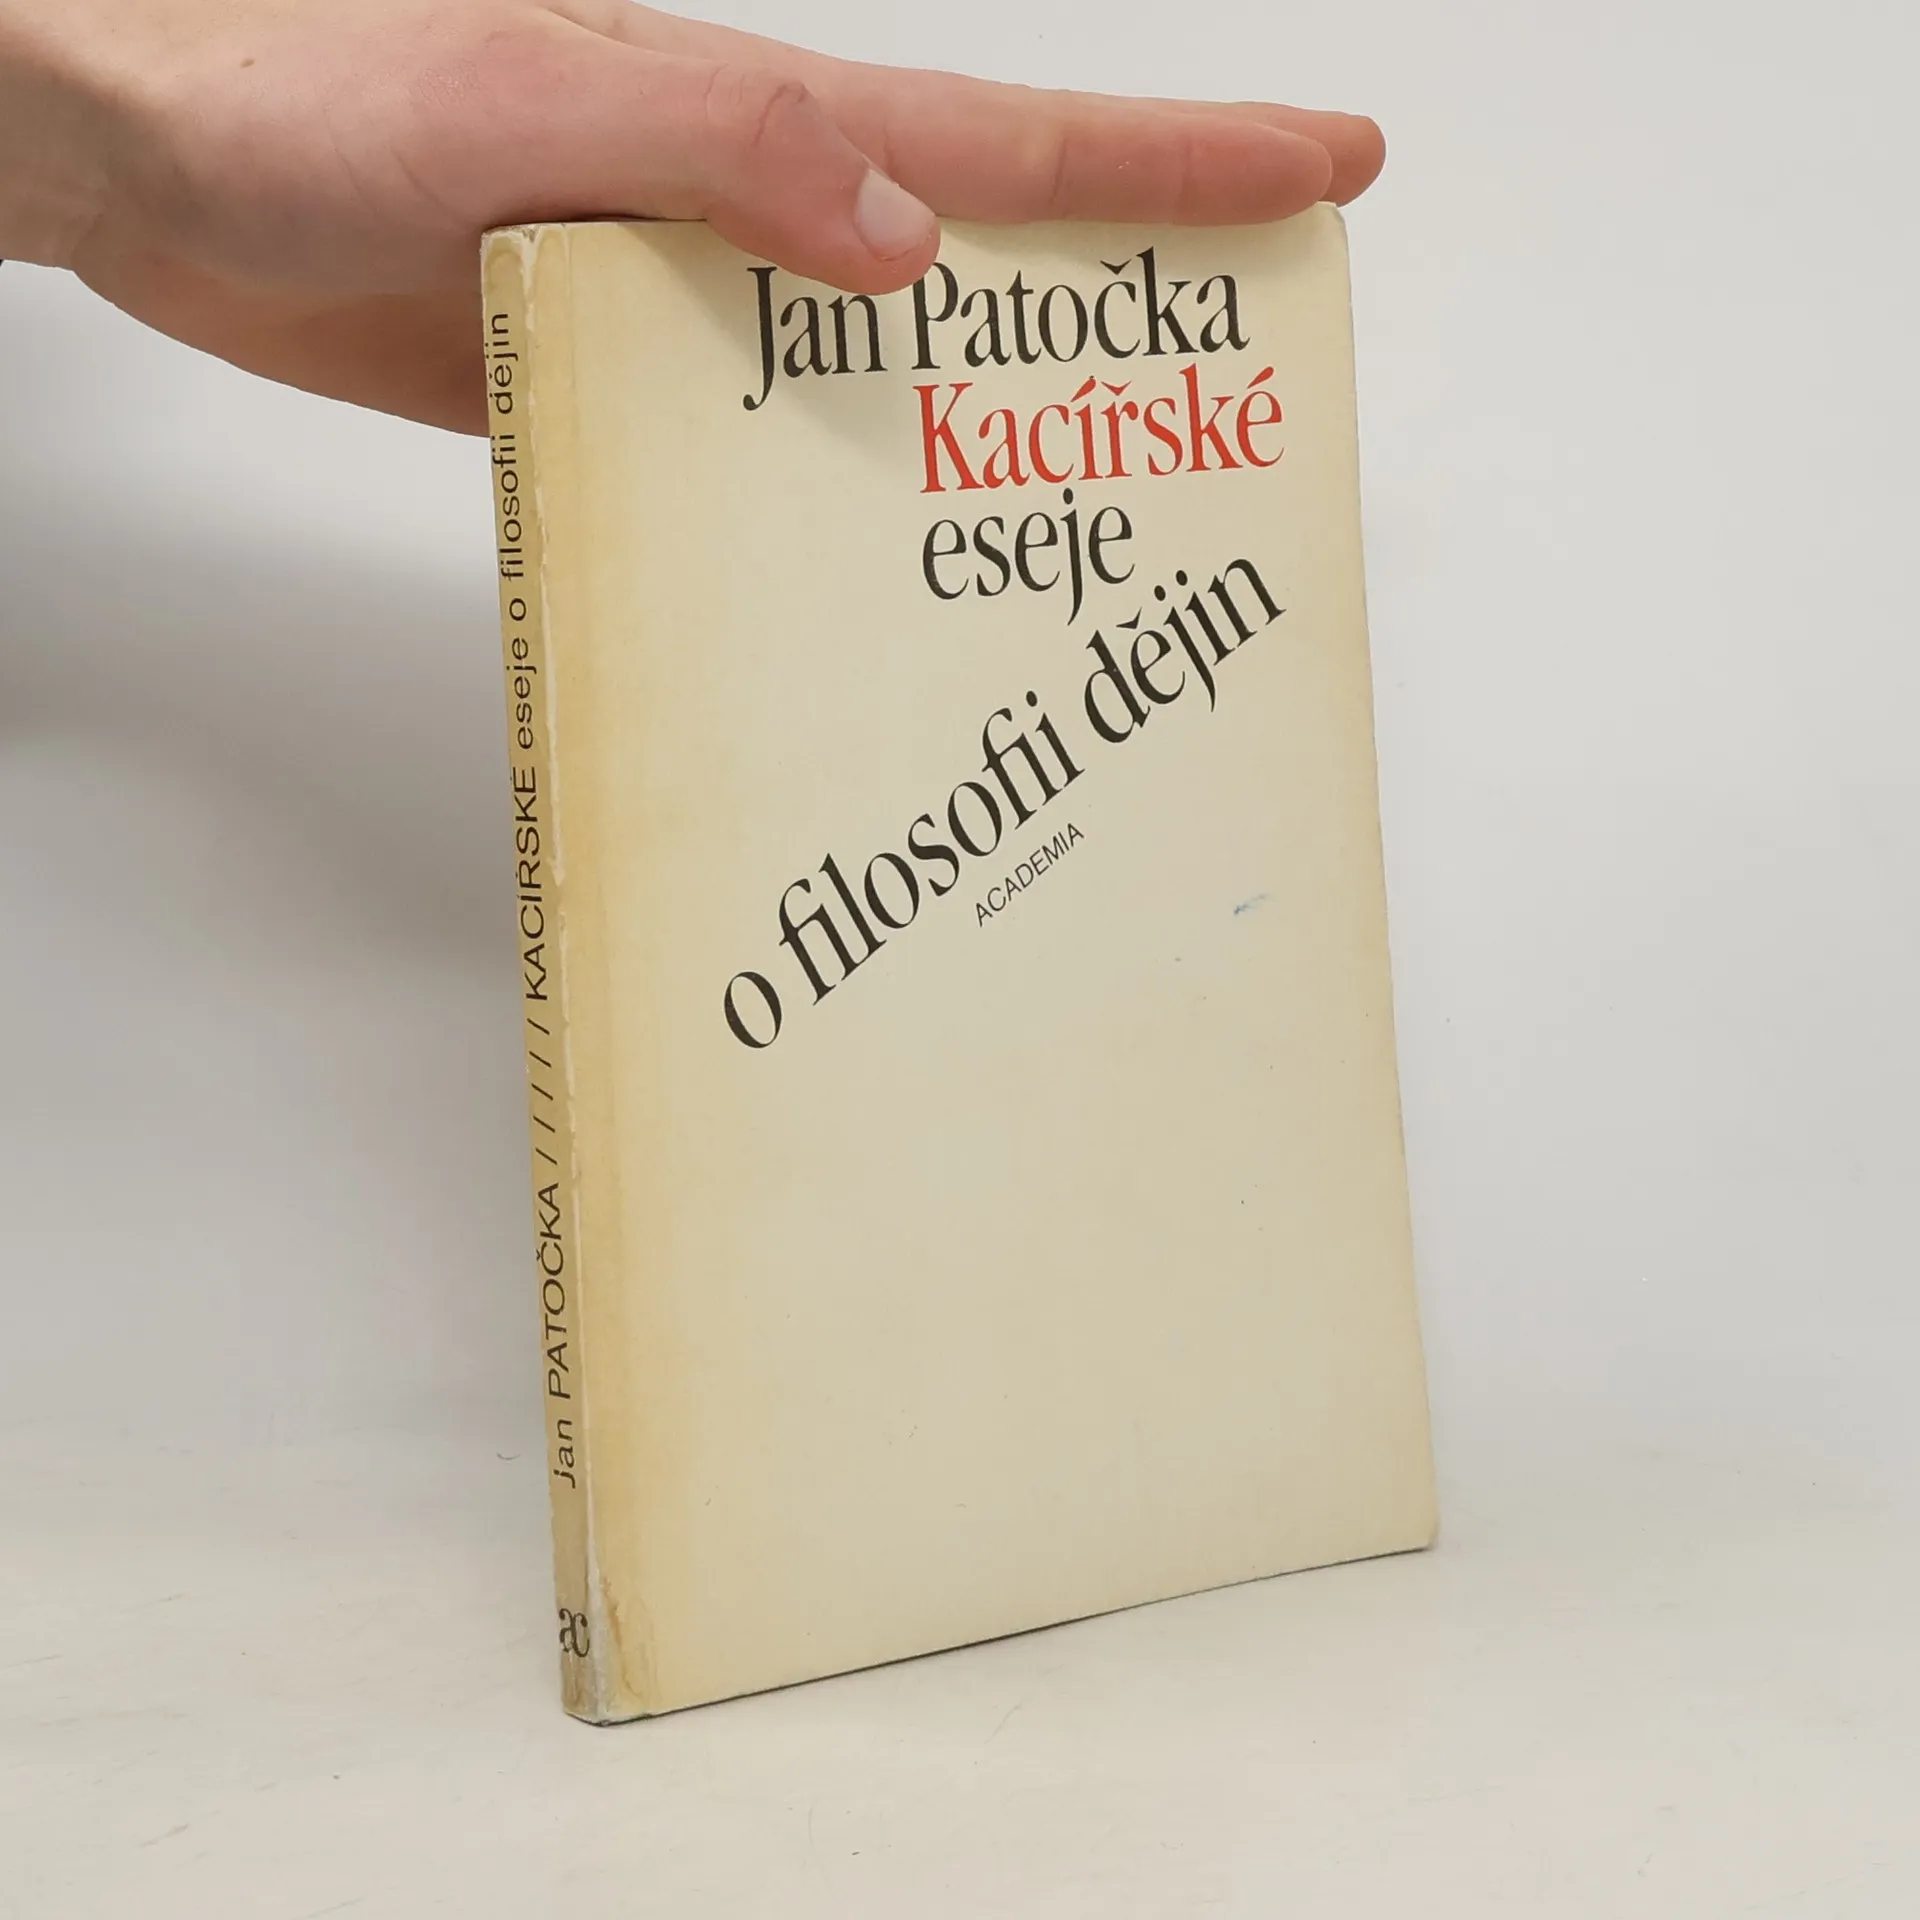 Jan Patočka
Kacířské
eseje
o filosofii dějin
ACADEMIA
Jan PATOČKA / / / / / KACÍŘSKÉ eseje o filosofii dějin
ac